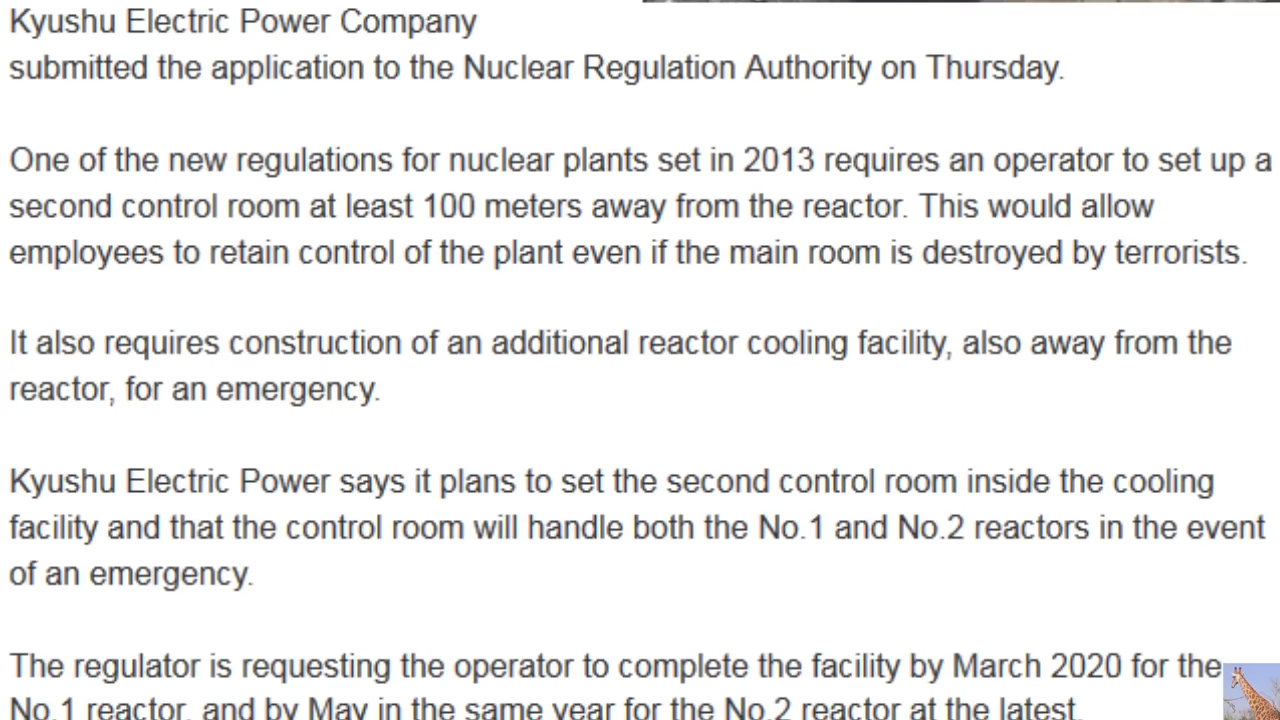 Kyushu Electric Power Company
submitted the application to the Nuclear Regulation Authority on Thursday.
One of the new regulations for nuclear plants set in 2013 requires an operator to set up a
second control room at least 100 meters away from the reactor. This would allow
employees to retain control of the plant even if the main room is destroyed by terrorists.
It also requires construction of an additional reactor cooling facility, also away from the
reactor, for an emergency.
Kyushu Electric Power says it plans to set the second control room inside the cooling
facility and that the control room will handle both the No.1 and No.2 reactors in the event
of an emergency.
The regulator is requesting the operator to complete the facility by March 2020 for the
No.1 reactor, and by May in the same year for the No.2 reactor at the latest.